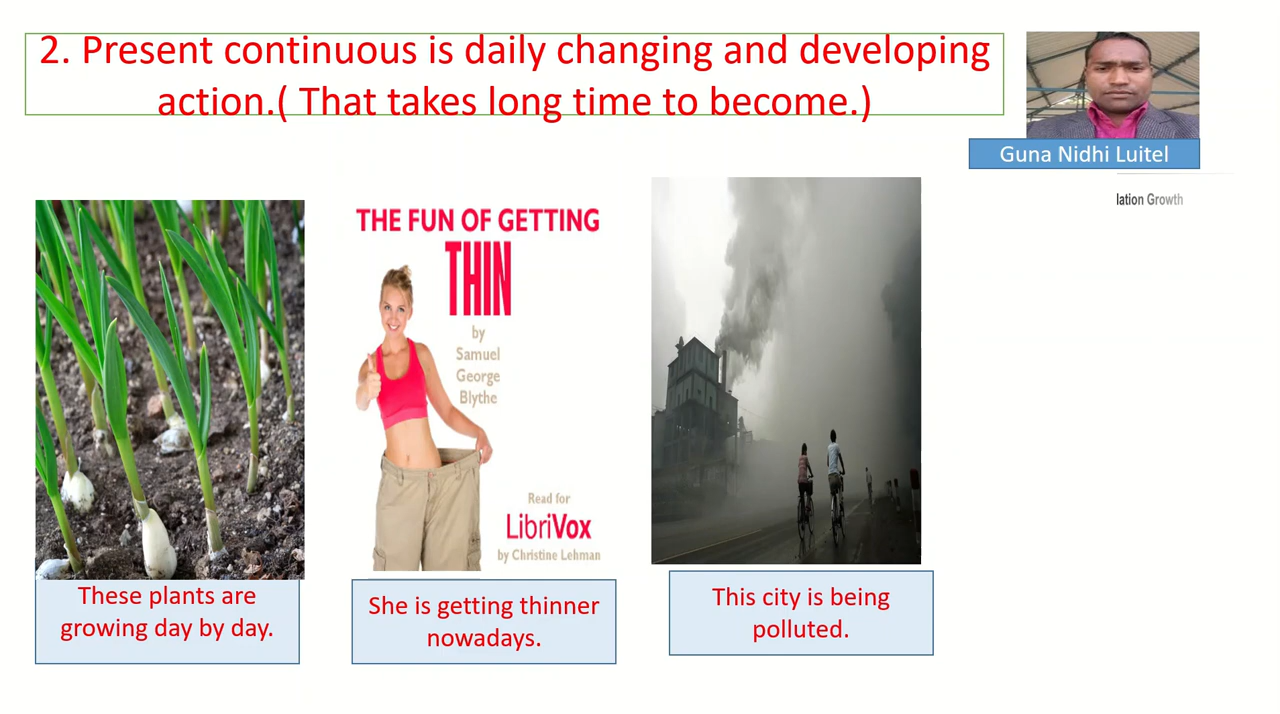 2. Present continuous is daily changing and developing
action.( That takes long time to become.)
Guna Nidhi Luitel
lation Growth
THE FUN OF GETTING
THIN
by
Samuel
George
Blythe
Read for
LibriVox
by Christine Lehman
These plants are
growing day by day.
She is getting thinner
nowadays.
This city is being
polluted.